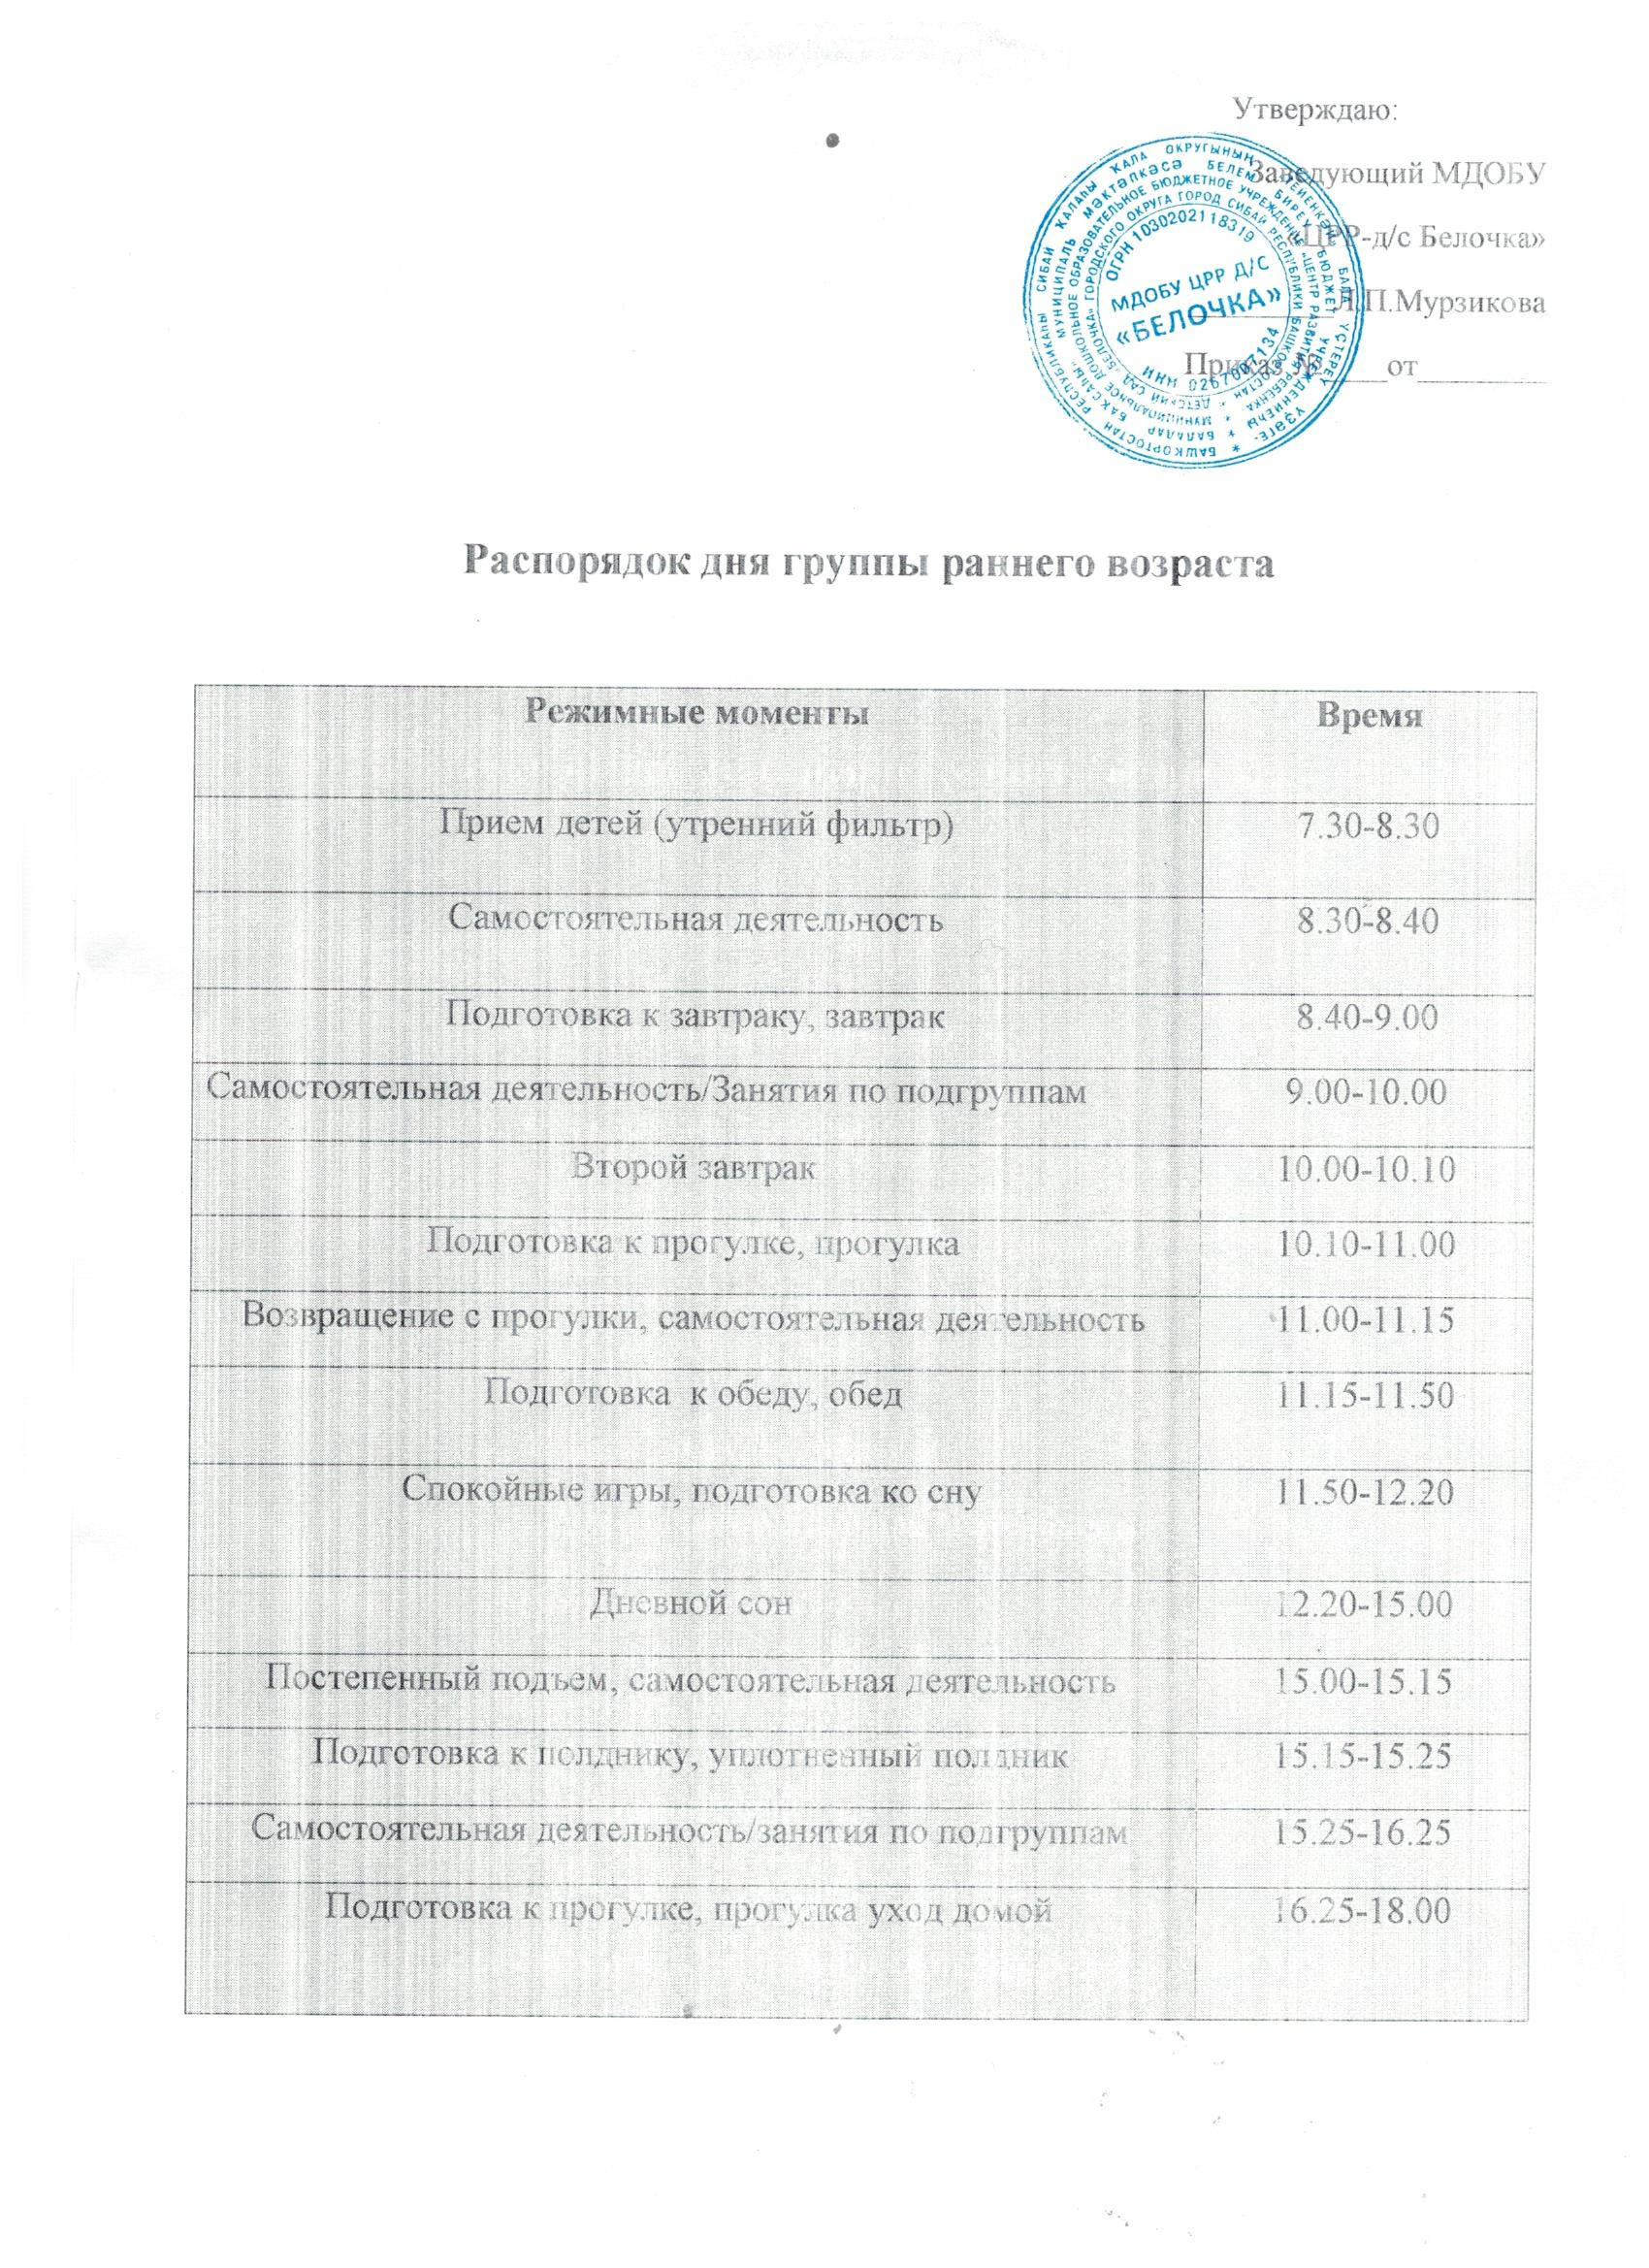 Утверждаю:
Заведующий МДОБУ
«ЦРР-д/с Белочка»
Л.П.Мурзикова
Приказ № от
ОГРН 1030202118319
МДОБУ ЦРР Д/С
«БЕЛОЧКА»
ИНН 0267007134
Распорядок дня группы раннего возраста
Режимные моменты Время
Прием детей (утренний фильтр) 7.30-8.30
Самостоятельная деятельность 8.30-8.40
Подготовка к завтраку, завтрак 8.40-9.00
Самостоятельная деятельность/Занятия по подгруппам 9.00-10.00
Второй завтрак 10.00-10.10
Подготовка к прогулке, прогулка 10.10-11.00
Возвращение с прогулки, самостоятельная деятельность 11.00-11.15
Подготовка к обеду, обед 11.15-11.50
Спокойные игры, подготовка ко сну 11.50-12.20
Дневной сон 12.20-15.00
Постепенный подъем, самостоятельная деятельность 15.00-15.15
Подготовка к полднику, уплотненный полдник 15.15-15.25
Самостоятельная деятельность/занятия по подгруппам 15.25-16.25
Подготовка к прогулке, прогулка уход домой 16.25-18.00